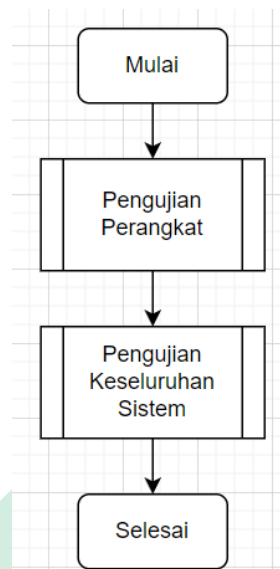 Mulai
Pengujian
Perangkat
Pengujian
Keseluruhan
Sistem
Selesai